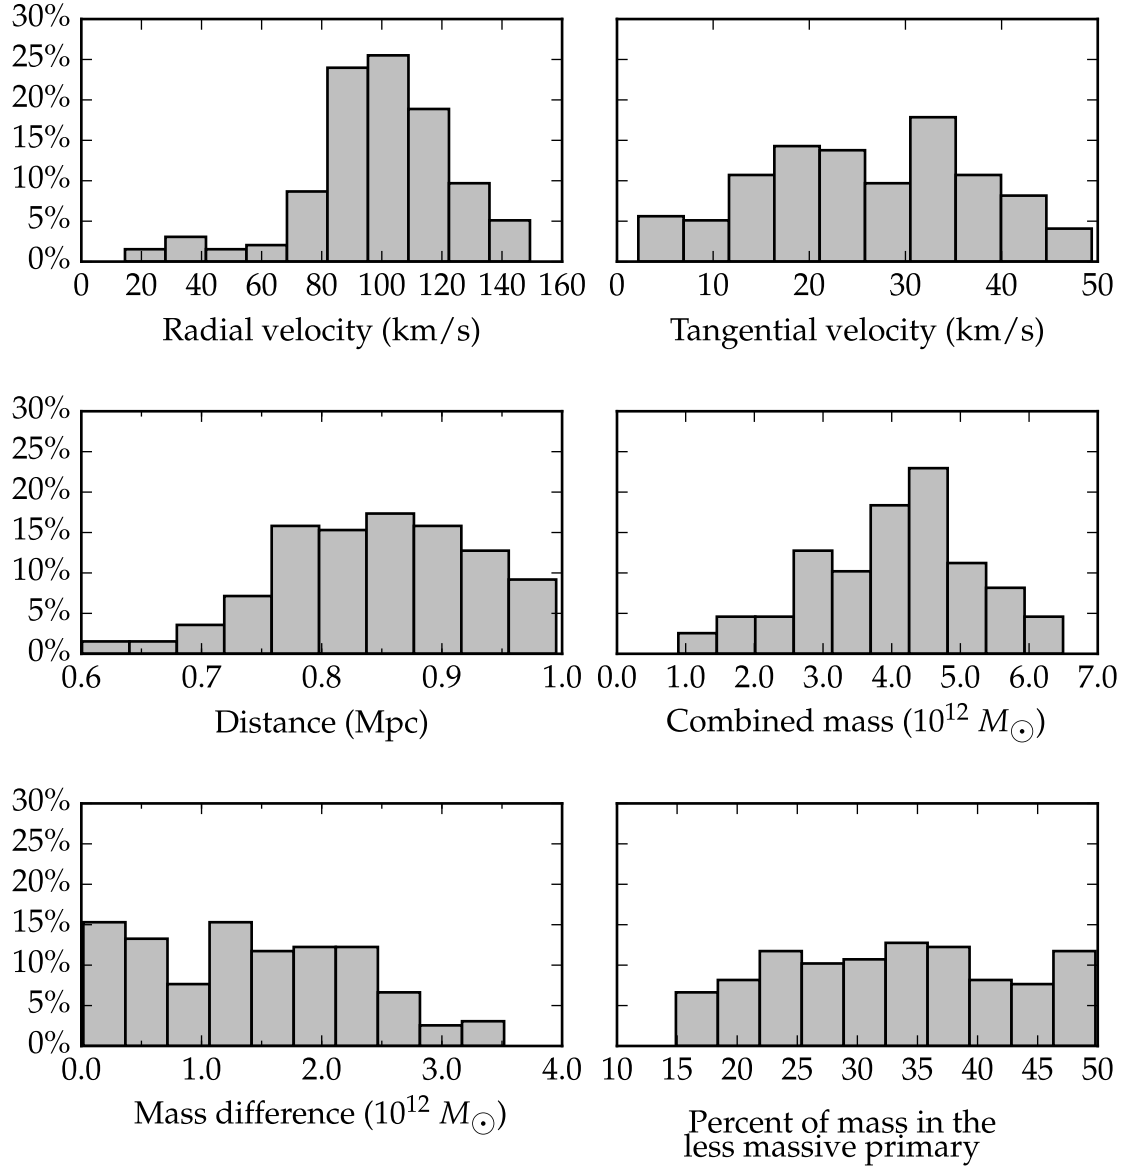 30%
25%
20%
15%
10%
5%
0%
0 20 40 60 80 100 120 140 160
Radial velocity (km/s)
0 10 20 30 40 50
Tangential velocity (km/s)
30%
25%
20%
15%
10%
5%
0%
0.6 0.7 0.8 0.9 1.0
Distance (Mpc)
0.0 1.0 2.0 3.0 4.0 5.0 6.0 7.0
Combined mass (10¹² M☉)
30%
25%
20%
15%
10%
5%
0%
0.0 1.0 2.0 3.0 4.0
Mass difference (10¹² M☉)
10 15 20 25 30 35 40 45 50
Percent of mass in the
less massive primary